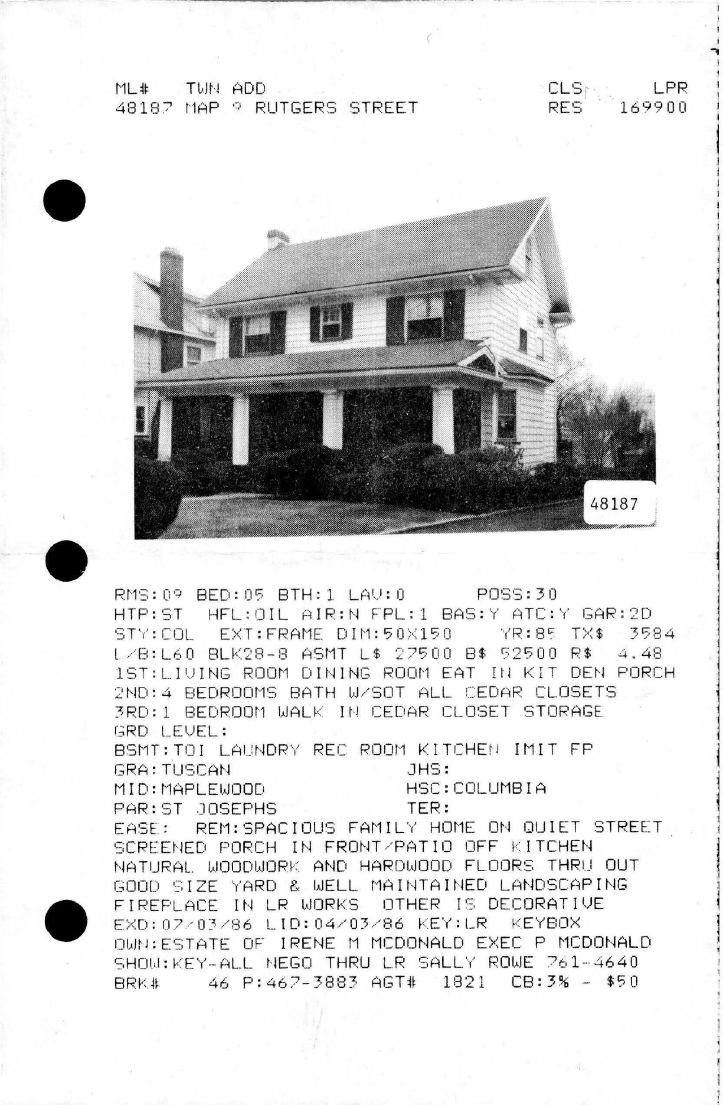 ML#   TWN ADD   CLS   LPR
48187 MAP 9 RUTGERS STREET   RES   169900
48187
RMS:09 BED:05 BTH:1 LAV:0   POSS:30
HTP:ST  HFL:OIL AIR:N FPL:1 BAS:Y ATC:Y GAR:2D
STY:COL  EXT:FRAME DIM:50X150   YR:85 TX$  3584
L/B:L60 BLK28-8 ASMT L$ 27500 B$ 52500 R$  4.48
1ST:LIVING ROOM DINING ROOM EAT IN KIT DEN PORCH
2ND:4 BEDROOMS BATH W/SOT ALL CEDAR CLOSETS
3RD:1 BEDROOM WALK IN CEDAR CLOSET STORAGE
GRD LEVEL:
BSMT:TOI LAUNDRY REC ROOM KITCHEN IMIT FP
GRA:TUSCAN   JHS:
MID:MAPLEWOOD   HSC:COLUMBIA
PAR:ST JOSEPHS   TER:
EASE:  REM:SPACIOUS FAMILY HOME ON QUIET STREET
SCREENED PORCH IN FRONT/PATIO OFF KITCHEN
NATURAL WOODWORK AND HARDWOOD FLOORS THRU OUT
GOOD SIZE YARD & WELL MAINTAINED LANDSCAPING
FIREPLACE IN LR WORKS  OTHER IS DECORATIVE
EXD:07/03/86 LID:04/03/86 KEY:LR  KEYBOX
OWN:ESTATE OF IRENE M MCDONALD EXEC P MCDONALD
SHOW:KEY-ALL NEGO THRU LR SALLY ROWE 761-4640
BRK#    46 P:467-3883 AGT#  1821  CB:3% - $50